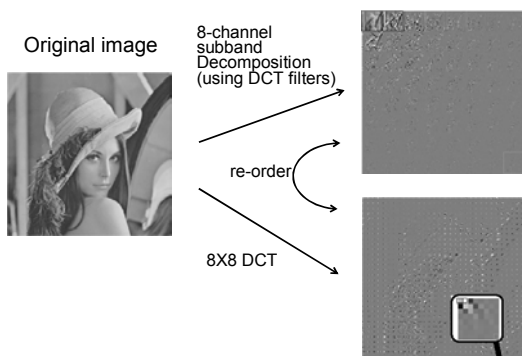 Original image
8-channel
subband
Decomposition
(using DCT filters)
re-order
8X8 DCT